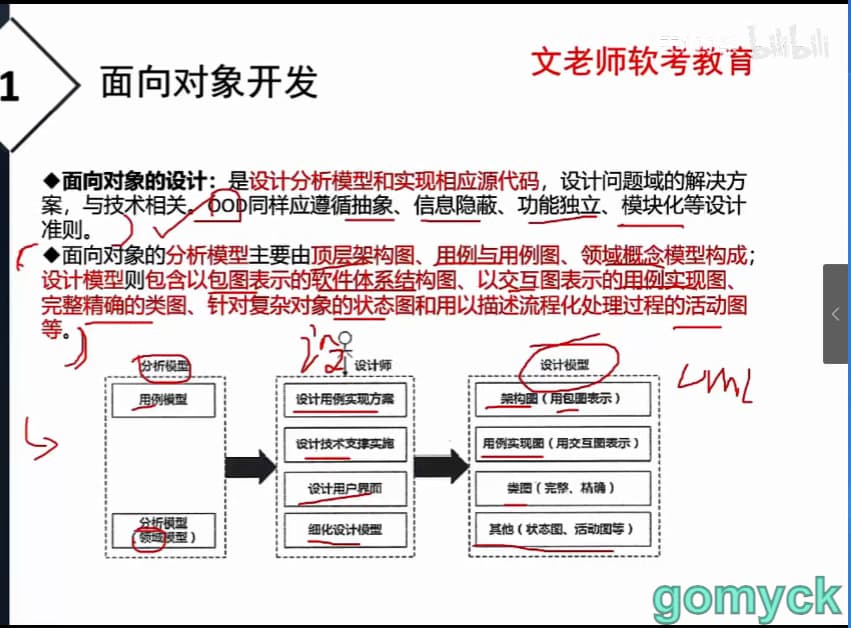 bilibili
文老师软考教育
1
面向对象开发
◆面向对象的设计：是设计分析模型和实现相应源代码，设计问题域的解决方
案，与技术相关。OOD同样应遵循抽象、信息隐蔽、功能独立、模块化等设计
准则。
◆面向对象的分析模型主要由顶层架构图、用例与用例图、领域概念模型构成；
设计模型则包含以包图表示的软件体系结构图、以交互图表示的用例实现图、
完整精确的类图、针对复杂对象的状态图和用以描述流程化处理过程的活动图
等。
分析模型
设计师
设计模型
用例模型
设计用例实现方案
架构图（用包图表示）
设计技术支撑实施
用例实现图（用交互图表示）
设计用户界面
类图（完整、精确）
分析模型
（领域模型）
细化设计模型
其他（状态图、活动图等）
UML
gomyck